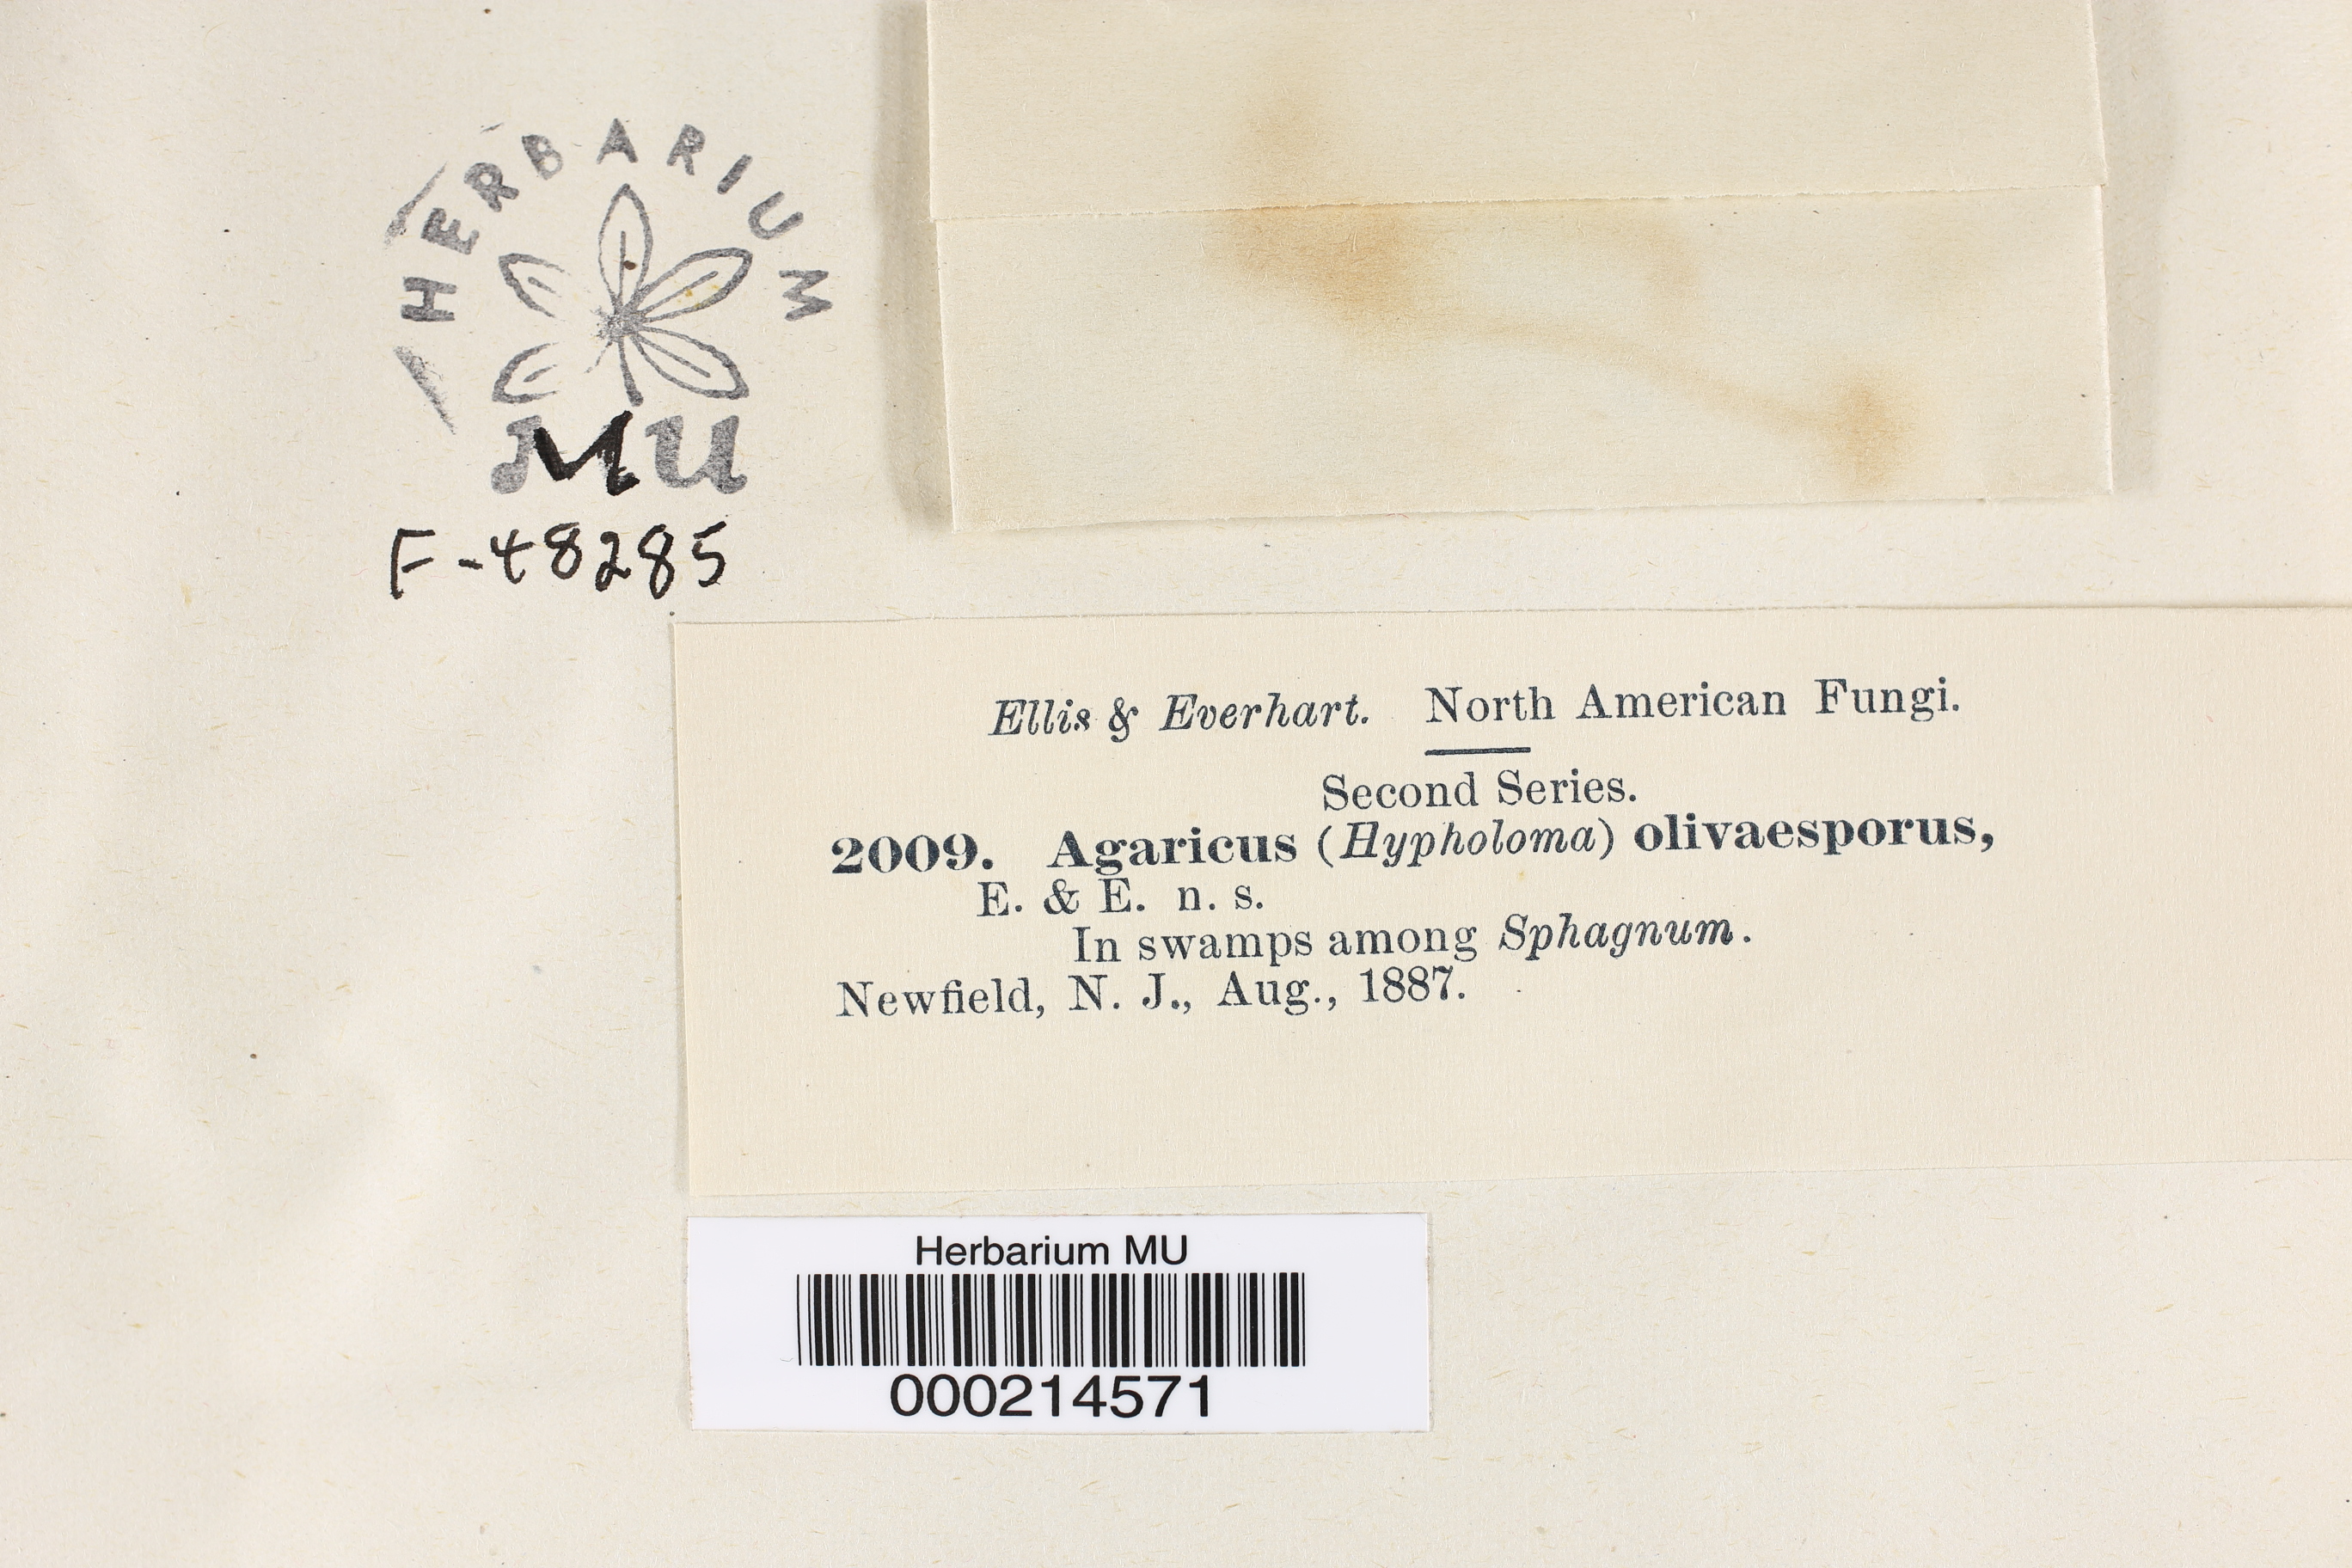 HERBARIUM
MU
F-48285
Ellis & Everhart. North American Fungi.
Second Series.
2009. Agaricus (Hypholoma) olivaesporus,
E. & E. n. s.
In swamps among Sphagnum.
Newfield, N. J., Aug., 1887.
Herbarium MU
000214571